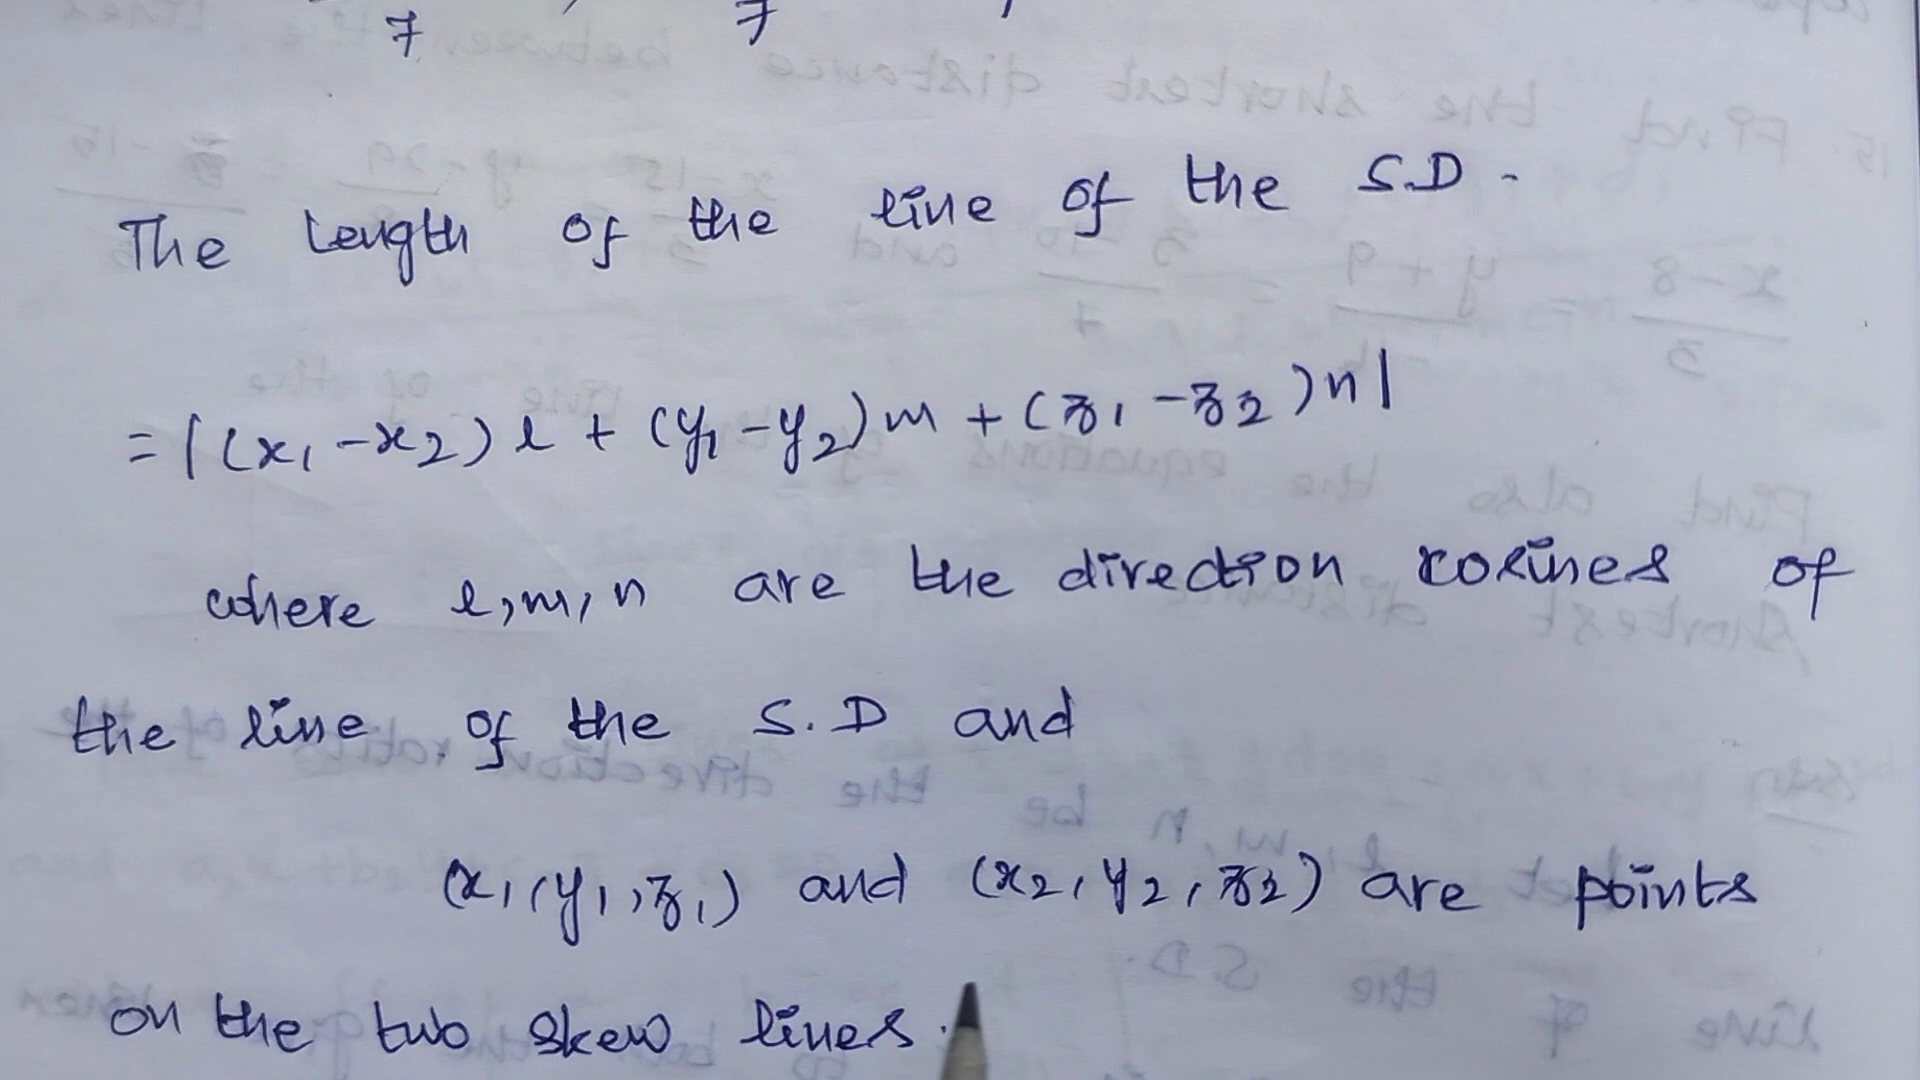 7 7 ,
The length of the line of the S.D.
= |(x₁ - x₂)l + (y₁ - y₂)m + (z₁ - z₂)n|
where l, m, n are the direction cosines of
the line of the S.D and
(x₁, y₁, z₁) and (x₂, y₂, z₂) are points
on the two skew lines.